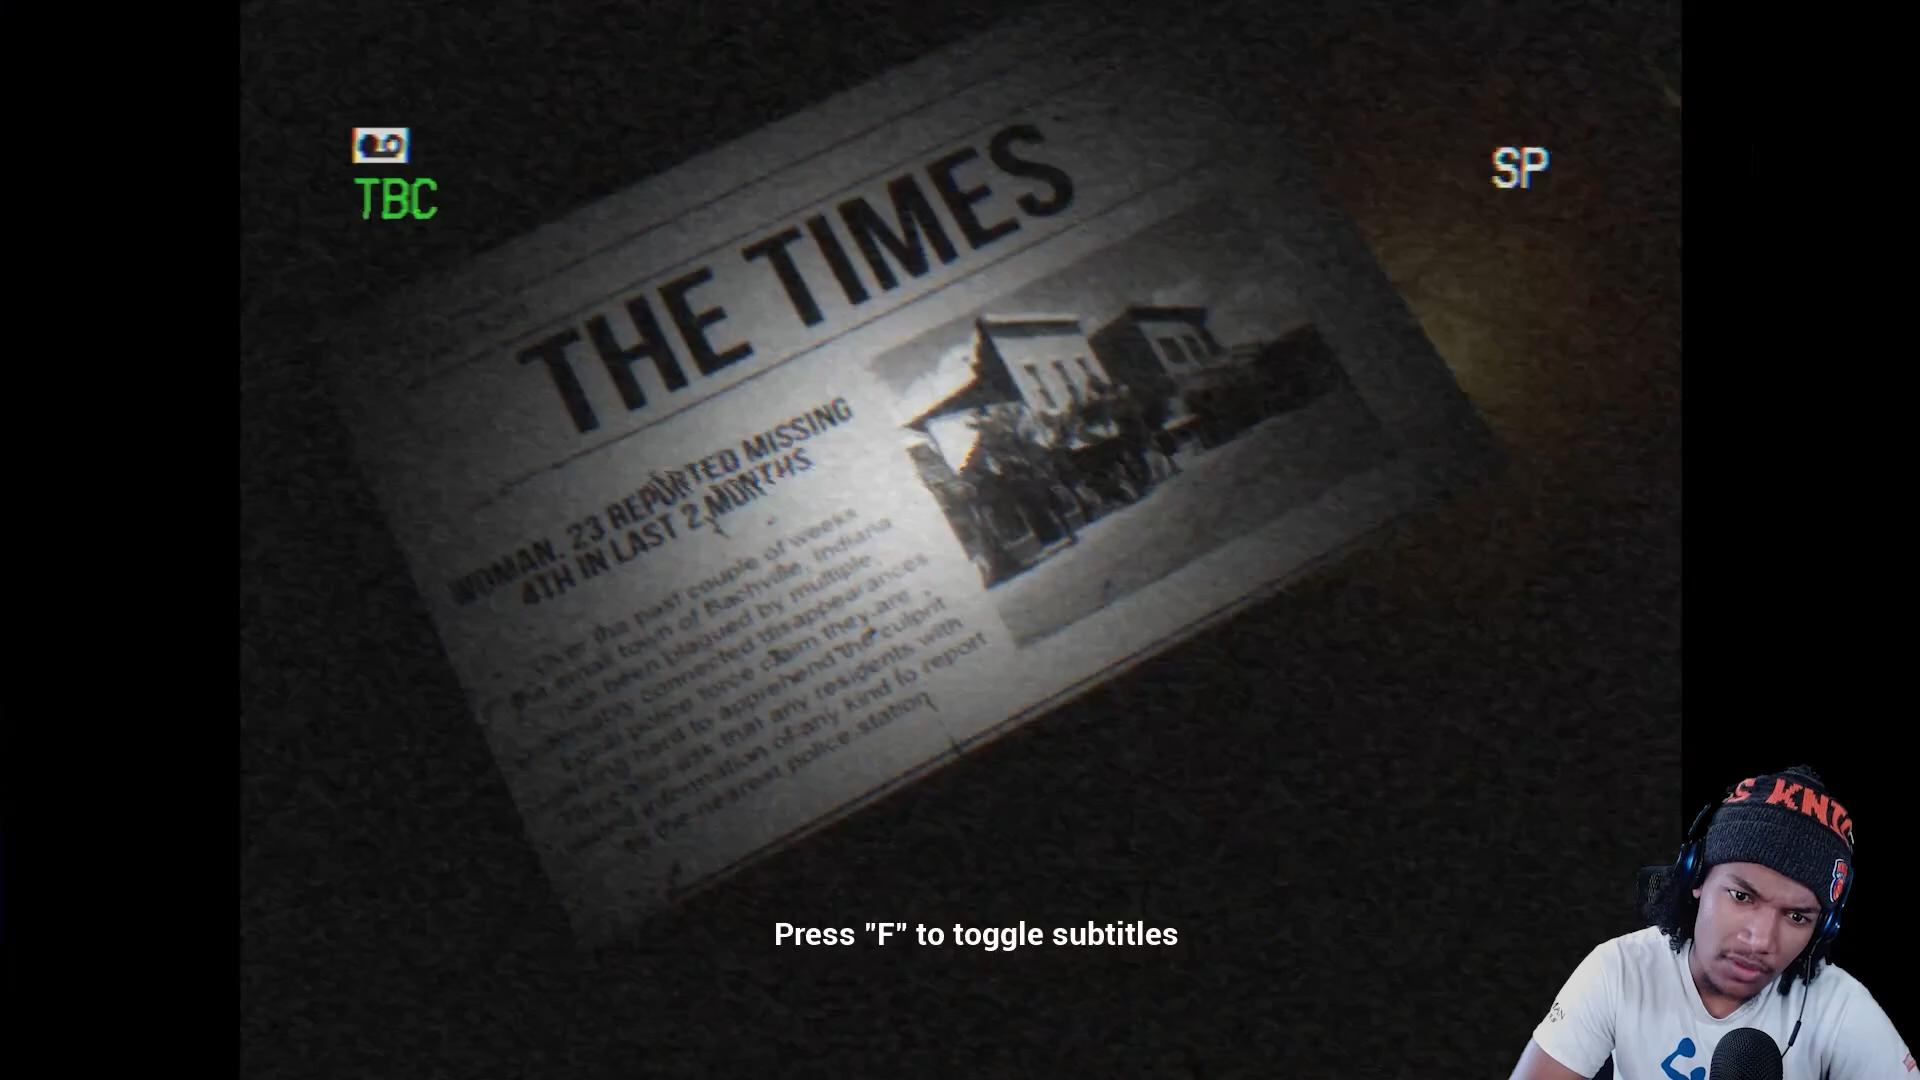 TBC
SP
THE TIMES
WOMAN, 23 REPORTED MISSING
4TH IN LAST 2 MONTHS
Over the past couple of weeks
the small town of Rachville, Indiana
has been plagued by multiple,
connected disappearances
local police force claim they are
working hard to apprehend the culprit
ask that any residents with
information of any kind to report
to the nearest police station
Press "F" to toggle subtitles
KNIC